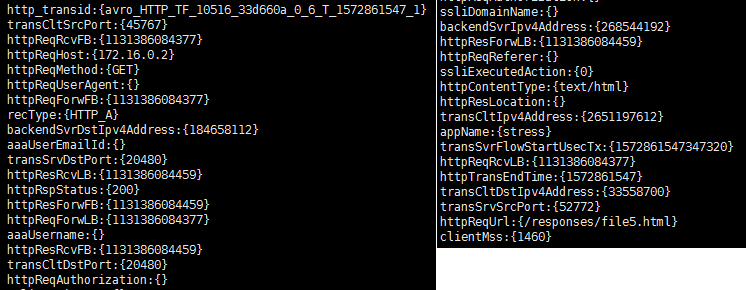 http_transid:{avro_HTTP_TF_10516_33d660a_0_6_T_1572861547_1}
transCltSrcPort:{45767}
httpReqRcvFB:{1131386084377}
httpReqHost:{172.16.0.2}
httpReqMethod:{GET}
httpReqUserAgent:{}
httpReqForwFB:{1131386084377}
recType:{HTTP_A}
backendSvrDstIpv4Address:{184658112}
aaaUserEmailId:{}
transSrvDstPort:{20480}
httpResRcvLB:{1131386084459}
httpRspStatus:{200}
httpResForwFB:{1131386084459}
httpReqForwLB:{1131386084377}
aaaUsername:{}
httpResRcvFB:{1131386084459}
transCltDstPort:{20480}
httpReqAuthorization:{}
ssliDomainName:{}
backendSvrIpv4Address:{268544192}
httpResForwLB:{1131386084459}
httpReqReferer:{}
ssliExecutedAction:{0}
httpContentType:{text/html}
httpResLocation:{}
transCltIpv4Address:{2651197612}
appName:{stress}
transSvrFlowStartUsecTx:{1572861547347320}
httpReqRcvLB:{1131386084377}
httpTransEndTime:{1572861547}
transCltDstIpv4Address:{33558700}
transSrvSrcPort:{52772}
httpReqUrl:{/responses/file5.html}
clientMss:{1460}